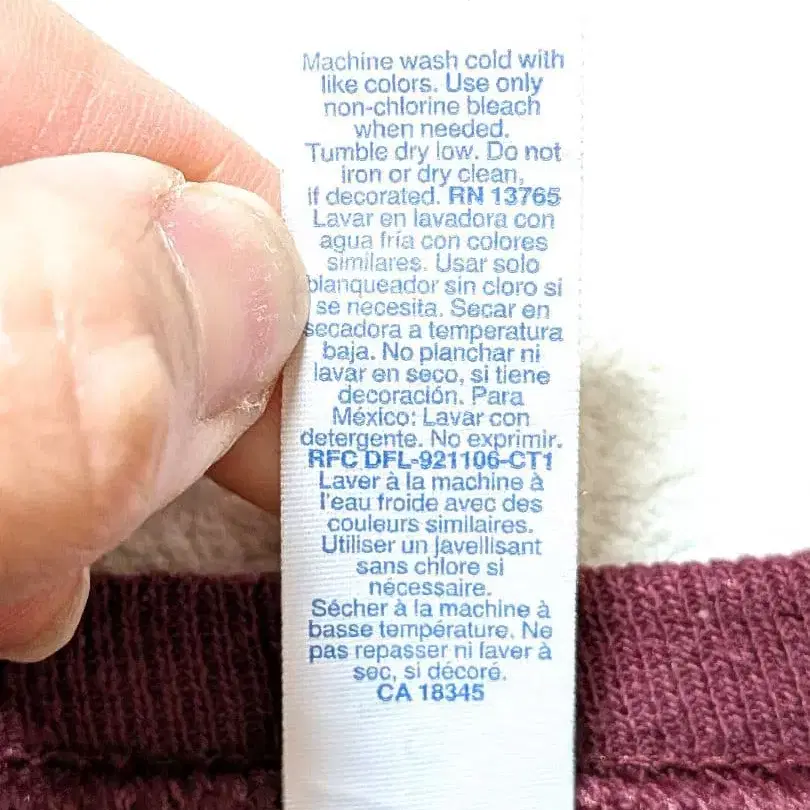 Machine wash cold with
like colors. Use only
non-chlorine bleach
when needed.
Tumble dry low. Do not
iron or dry clean,
if decorated. RN 13765
Lavar en lavadora con
agua fría con colores
similares. Usar solo
blanqueador sin cloro si
se necesita. Secar en
secadora a temperatura
baja. No planchar ni
lavar en seco, si tiene
decoración. Para
México: Lavar con
detergente. No exprimir.
RFC DFL-921106-CT1
Laver à la machine à
l'eau froide avec des
couleurs similaires.
Utiliser un javellisant
sans chlore si
nécessaire.
Sécher à la machine à
basse température. Ne
pas repasser ni laver à
sec, si décoré.
CA 18345